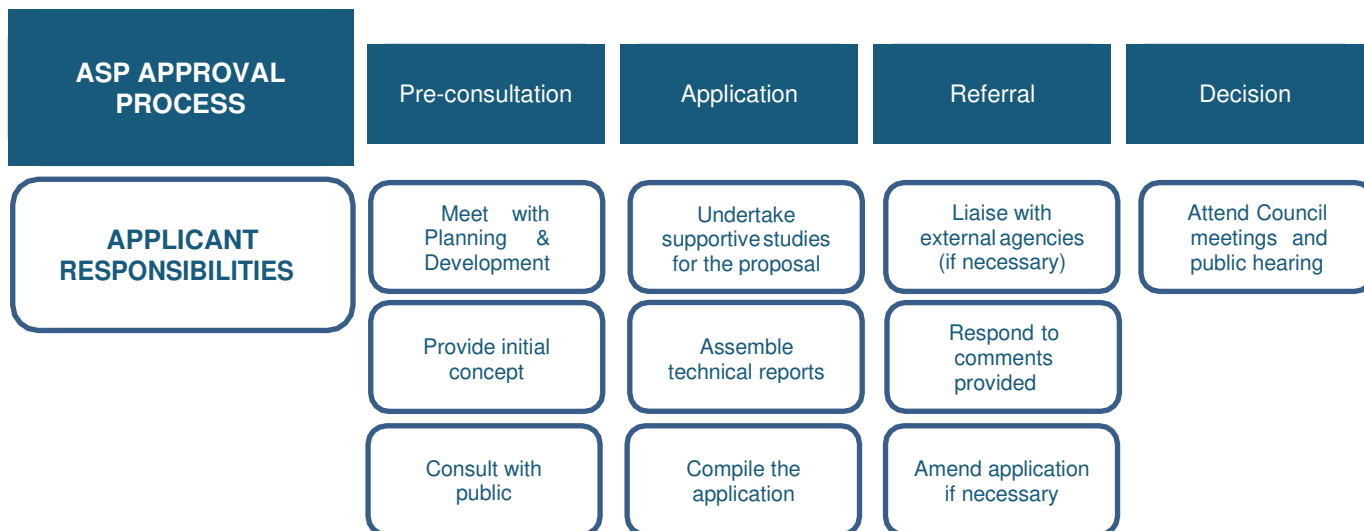 ASP APPROVAL
PROCESS
Pre-consultation
Application
Referral
Decision
APPLICANT
RESPONSIBILITIES
Meet with
Planning &
Development
Undertake
supportive studies
for the proposal
Liaise with
external agencies
(if necessary)
Attend Council
meetings and
public hearing
Provide initial
concept
Assemble
technical reports
Respond to
comments
provided
Consult with
public
Compile the
application
Amend application
if necessary